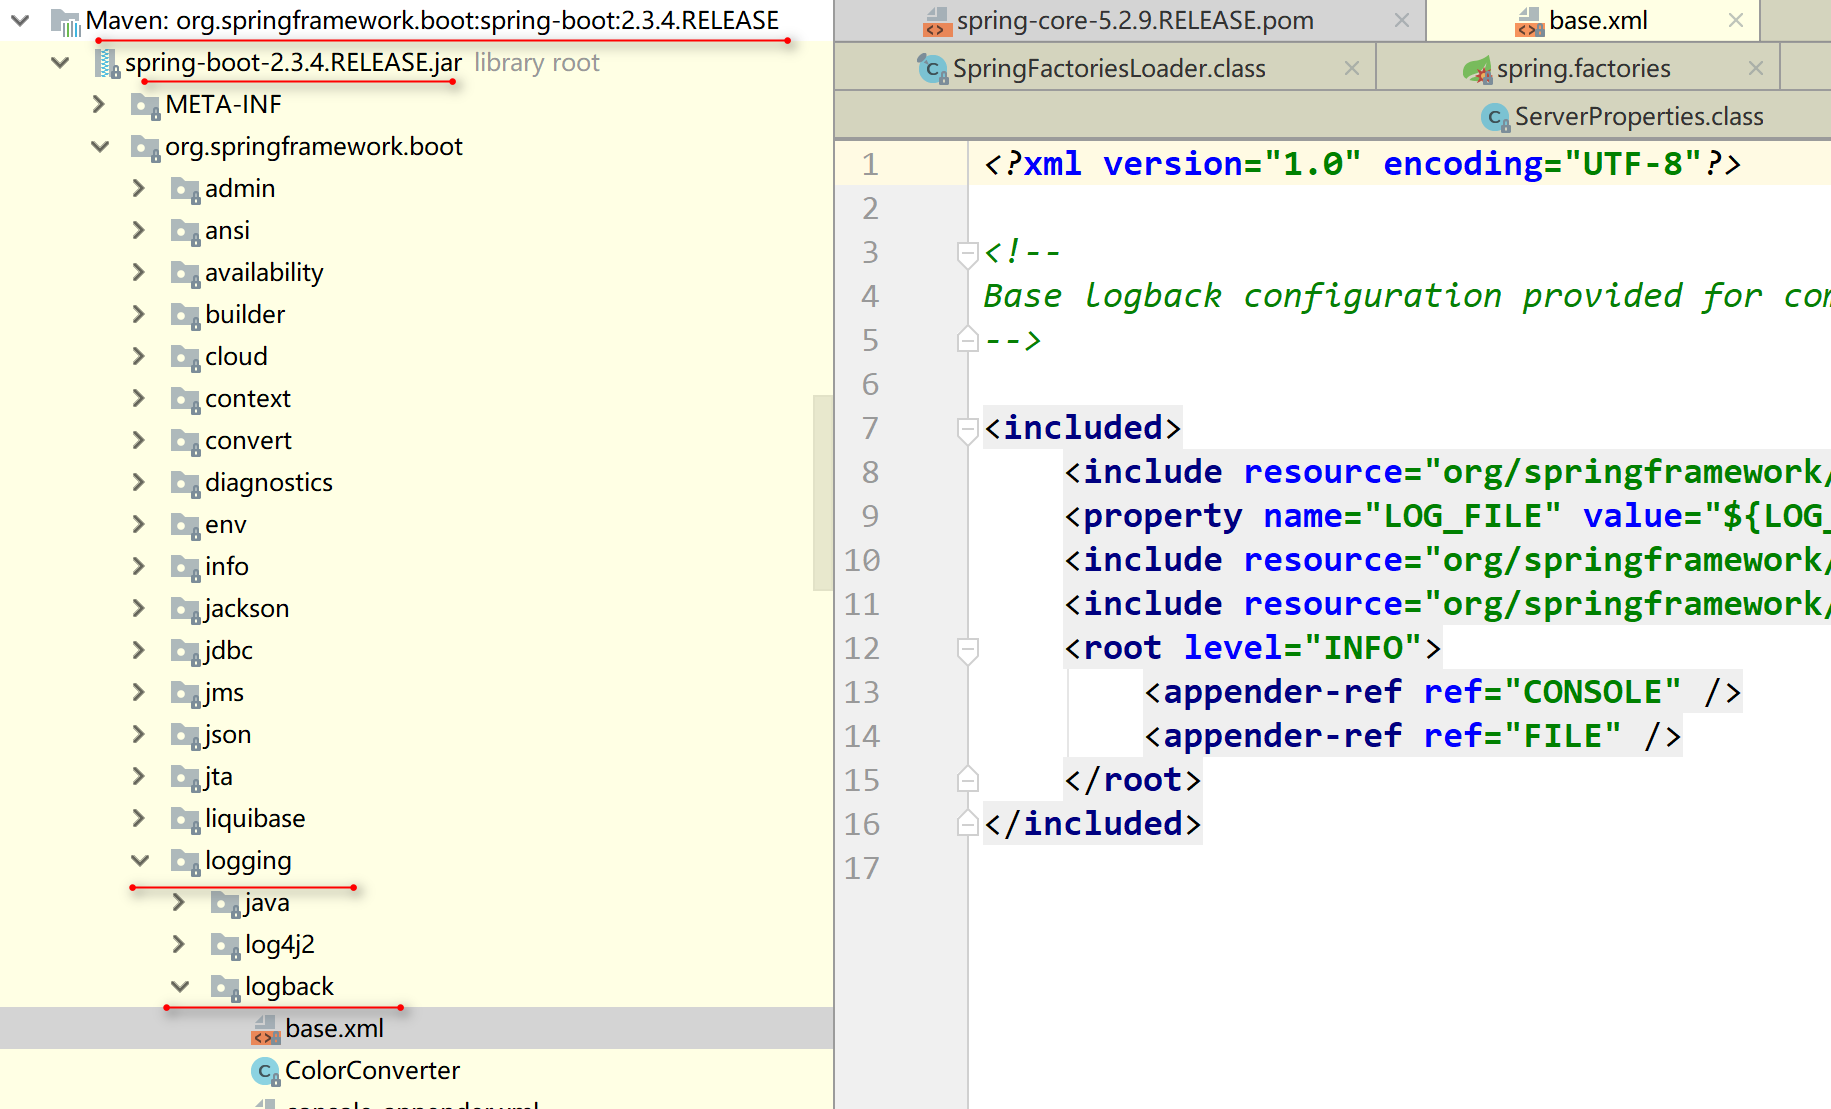 Maven: org.springframework.boot:spring-boot:2.3.4.RELEASE
spring-boot-2.3.4.RELEASE.jar library root
META-INF
org.springframework.boot
admin
ansi
availability
builder
cloud
context
convert
diagnostics
env
info
jackson
jdbc
jms
json
jta
liquibase
logging
java
log4j2
logback
base.xml
ColorConverter
console-appender.xml
spring-core-5.2.9.RELEASE.pom
base.xml
SpringFactoriesLoader.class
spring.factories
ServerProperties.class
1 <?xml version="1.0" encoding="UTF-8"?>
2
3 <!--
4 Base logback configuration provided for com
5 -->
6
7 <included>
8 <include resource="org/springframework/
9 <property name="LOG_FILE" value="${LOG_
10 <include resource="org/springframework/
11 <include resource="org/springframework/
12 <root level="INFO">
13 <appender-ref ref="CONSOLE" />
14 <appender-ref ref="FILE" />
15 </root>
16 </included>
17